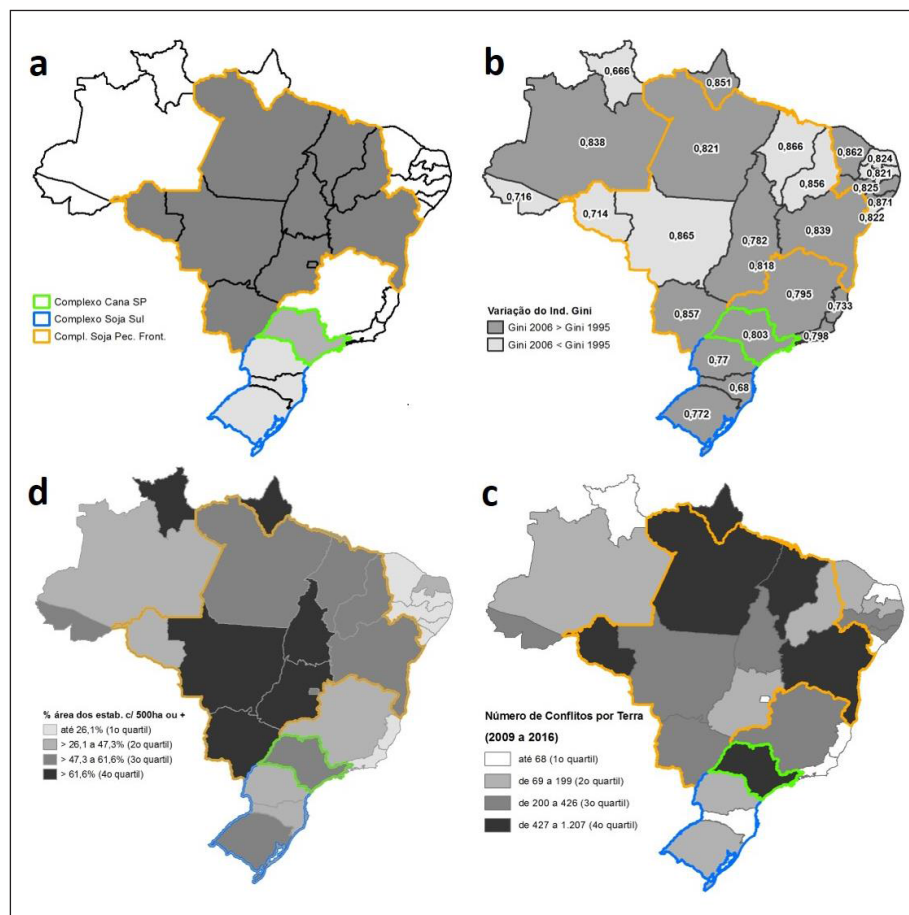 a
Complexo Cana SP
Complexo Soja Sul
Compl. Soja Pec. Front.
b
0,666
0,851
0,838
0,821
0,866
0,862
0,824
0,821
0,856
0,825
0,871
0,822
0,716
0,714
0,865
0,782
0,839
0,818
0,795
0,733
0,857
0,803
0,798
0,77
0,68
0,772
Variação do Ind. Gini
Gini 2006 > Gini 1995
Gini 2006 < Gini 1995
d
% área dos estab. c/ 500ha ou +
até 26,1% (1o quartil)
> 26,1 a 47,3% (2o quartil)
> 47,3 a 61,6% (3o quartil)
> 61,6% (4o quartil)
c
Número de Conflitos por Terra
(2009 a 2016)
até 68 (1o quartil)
de 69 a 199 (2o quartil)
de 200 a 426 (3o quartil)
de 427 a 1.207 (4o quartil)